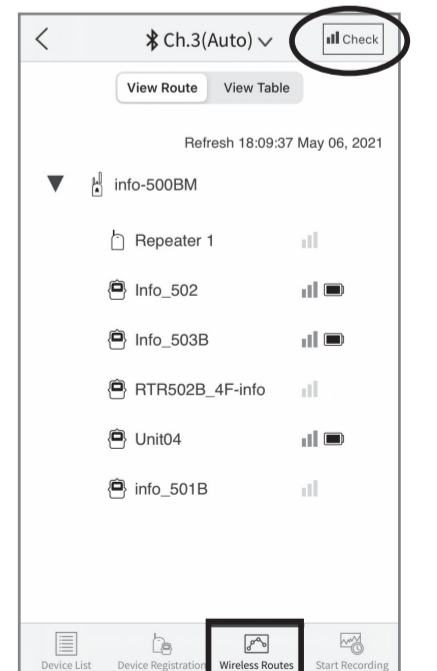 Ch.3(Auto) Check
View Route View Table
Refresh 18:09:37 May 06, 2021
info-500BM
Repeater 1
Info_502
Info_503B
RTR502B_4F-info
Unit04
info_501B
Device List Device Registration Wireless Routes Start Recording